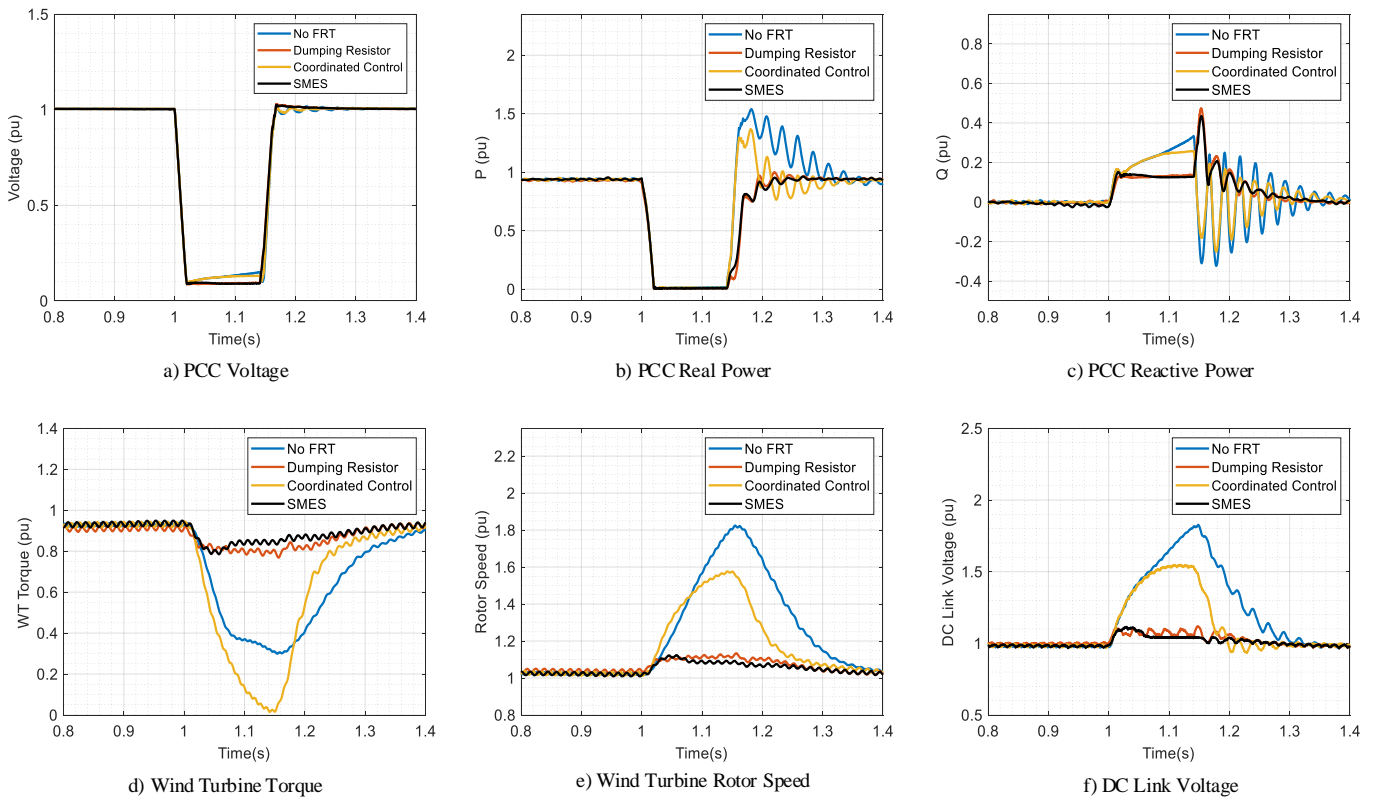 1.5
1
0.5
0
Voltage (pu)
0.8 0.9 1 1.1 1.2 1.3 1.4
Time(s)
No FRT
Dumping Resistor
Coordinated Control
SMES
a) PCC Voltage
2
1.5
1
0.5
0
P (pu)
0.8 0.9 1 1.1 1.2 1.3 1.4
Time(s)
No FRT
Dumping Resistor
Coordinated Control
SMES
b) PCC Real Power
0.8
0.6
0.4
0.2
0
-0.2
-0.4
Q (pu)
0.8 0.9 1 1.1 1.2 1.3 1.4
Time(s)
No FRT
Dumping Resistor
Coordinated Control
SMES
c) PCC Reactive Power
1.4
1.2
1
0.8
0.6
0.4
0.2
0
WT Torque (pu)
0.8 0.9 1 1.1 1.2 1.3 1.4
Time(s)
No FRT
Dumping Resistor
Coordinated Control
SMES
d) Wind Turbine Torque
2.2
2
1.8
1.6
1.4
1.2
1
0.8
Rotor Speed (pu)
0.8 0.9 1 1.1 1.2 1.3 1.4
Time(s)
No FRT
Dumping Resistor
Coordinated Control
SMES
e) Wind Turbine Rotor Speed
2.5
2
1.5
1
0.5
DC Link Voltage (pu)
0.8 0.9 1 1.1 1.2 1.3 1.4
Time(s)
No FRT
Dumping Resistor
Coordinated Control
SMES
f) DC Link Voltage